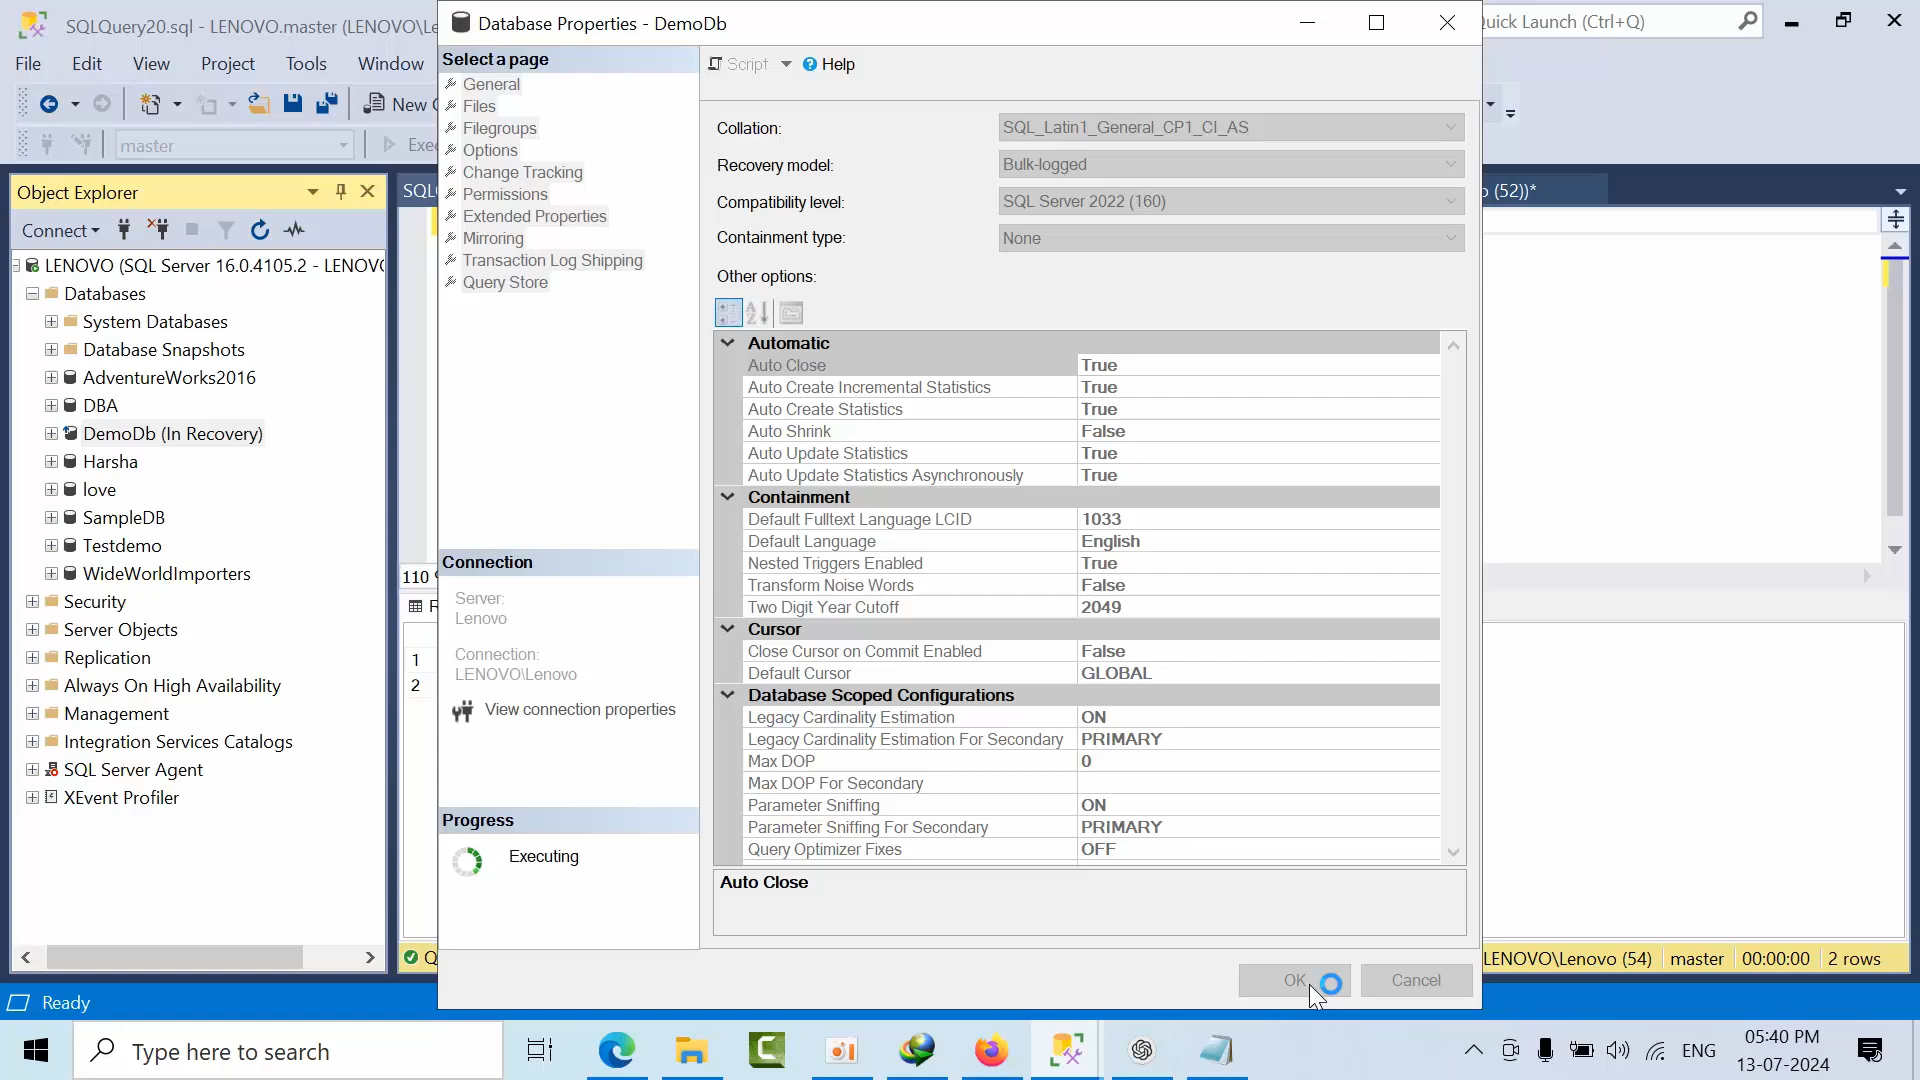 SQLQuery20.sql - LENOVO.master (LENOVO\L
Quick Launch (Ctrl+Q)
File Edit View Project Tools Window
New
master
Exe
Object Explorer
Connect
LENOVO (SQL Server 16.0.4105.2 - LENOVO
Databases
System Databases
Database Snapshots
AdventureWorks2016
DBA
DemoDb (In Recovery)
Harsha
love
SampleDB
Testdemo
WideWorldImporters
Security
Server Objects
Replication
Always On High Availability
Management
Integration Services Catalogs
SQL Server Agent
XEvent Profiler
SQL
(52))*
110 %
1
2
Database Properties - DemoDb
Select a page
General
Files
Filegroups
Options
Change Tracking
Permissions
Extended Properties
Mirroring
Transaction Log Shipping
Query Store
Connection
Server:
Lenovo
Connection:
LENOVO\Lenovo
View connection properties
Progress
Executing
Script Help
Collation: SQL_Latin1_General_CP1_CI_AS
Recovery model: Bulk-logged
Compatibility level: SQL Server 2022 (160)
Containment type: None
Other options:
Automatic
Auto Close True
Auto Create Incremental Statistics True
Auto Create Statistics True
Auto Shrink False
Auto Update Statistics True
Auto Update Statistics Asynchronously True
Containment
Default Fulltext Language LCID 1033
Default Language English
Nested Triggers Enabled True
Transform Noise Words False
Two Digit Year Cutoff 2049
Cursor
Close Cursor on Commit Enabled False
Default Cursor GLOBAL
Database Scoped Configurations
Legacy Cardinality Estimation ON
Legacy Cardinality Estimation For Secondary PRIMARY
Max DOP 0
Max DOP For Secondary
Parameter Sniffing ON
Parameter Sniffing For Secondary PRIMARY
Query Optimizer Fixes OFF
Auto Close
OK Cancel
LENOVO\Lenovo (54) master 00:00:00 2 rows
Ready
Type here to search
ENG
05:40 PM
13-07-2024